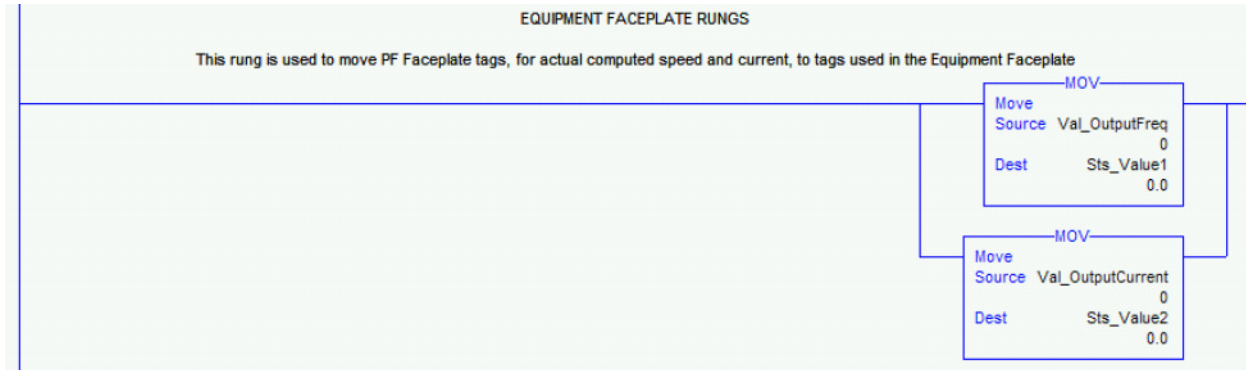 EQUIPMENT FACEPLATE RUNGS
This rung is used to move PF Faceplate tags, for actual computed speed and current, to tags used in the Equipment Faceplate
MOV
Move
Source Val_OutputFreq
0
Dest Sts_Value1
0.0
MOV
Move
Source Val_OutputCurrent
0
Dest Sts_Value2
0.0